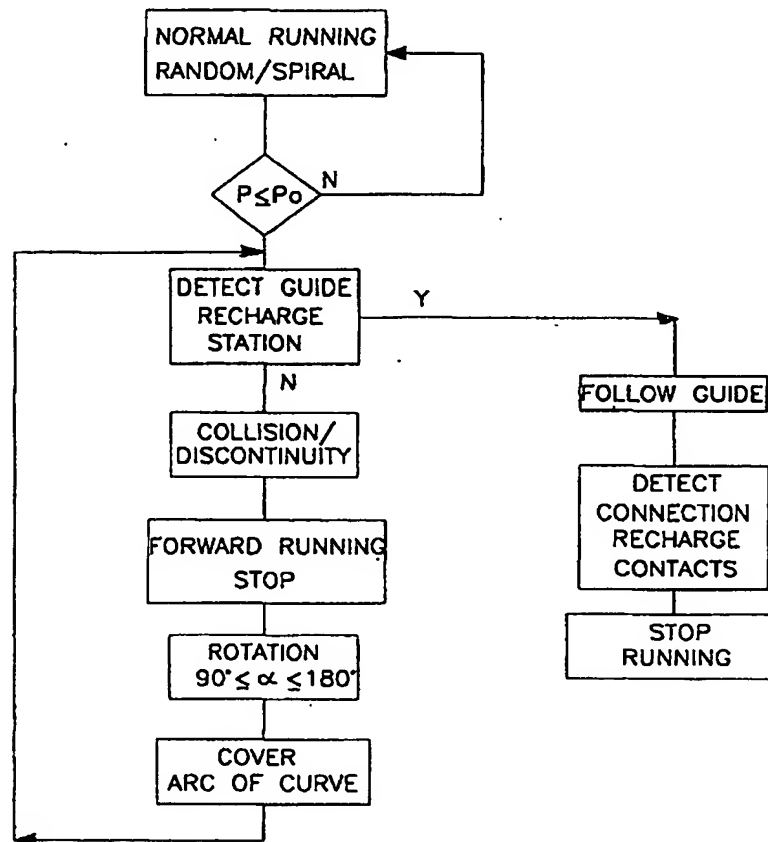 NORMAL RUNNING
RANDOM/SPIRAL
P≤Po
N
DETECT GUIDE
RECHARGE
STATION
Y
N
COLLISION/
DISCONTINUITY
FORWARD RUNNING
STOP
ROTATION
90°≤ α ≤180°
COVER
ARC OF CURVE
FOLLOW GUIDE
DETECT
CONNECTION
RECHARGE
CONTACTS
STOP
RUNNING